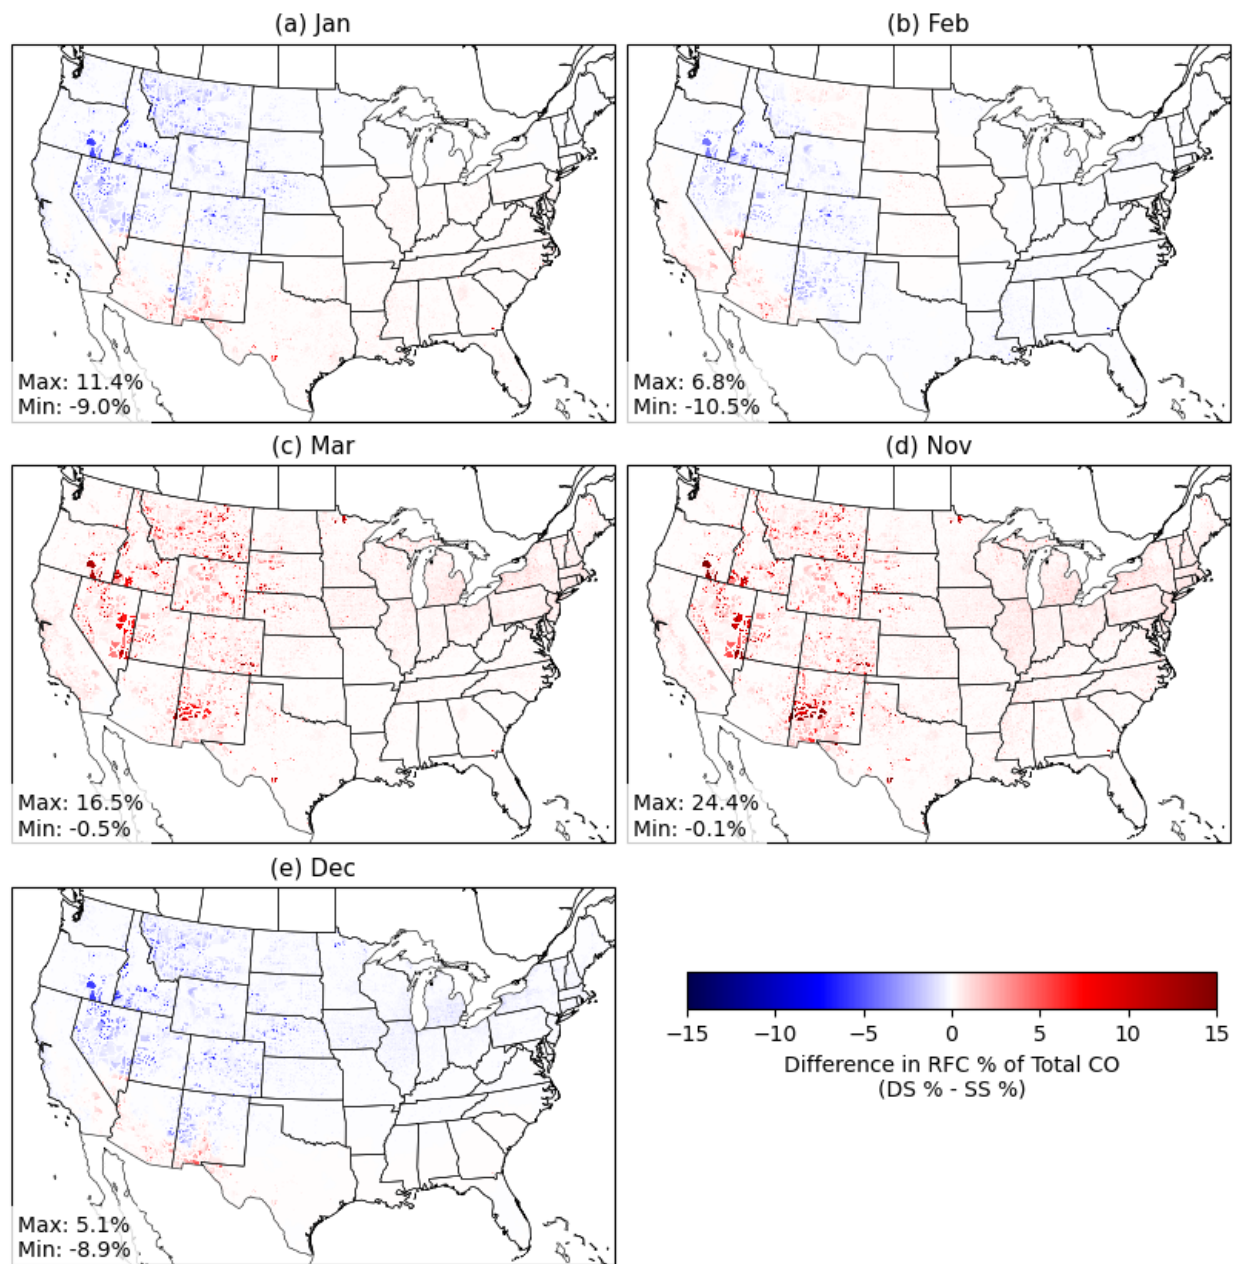 (a) Jan
(b) Feb
Max: 11.4%
Min: -9.0%
Max: 6.8%
Min: -10.5%
(c) Mar
(d) Nov
Max: 16.5%
Min: -0.5%
Max: 24.4%
Min: -0.1%
(e) Dec
−15 −10 −5 0 5 10 15
Difference in RFC % of Total CO
(DS % - SS %)
Max: 5.1%
Min: -8.9%